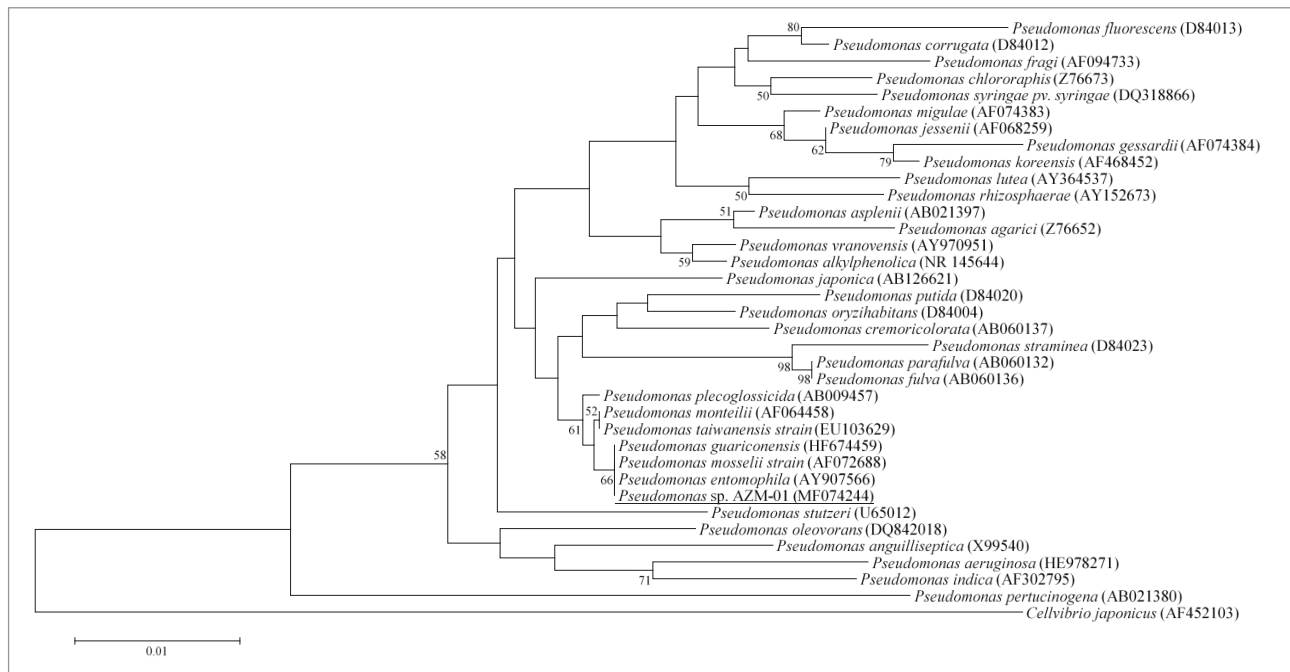 80
Pseudomonas fluorescens (D84013)
Pseudomonas corrugata (D84012)
Pseudomonas fragi (AF094733)
Pseudomonas chlororaphis (Z76673)
50
Pseudomonas syringae pv. syringae (DQ318866)
Pseudomonas migulae (AF074383)
68
Pseudomonas jessenii (AF068259)
62
Pseudomonas gessardii (AF074384)
79
Pseudomonas koreensis (AF468452)
Pseudomonas lutea (AY364537)
50
Pseudomonas rhizosphaerae (AY152673)
51
Pseudomonas asplenii (AB021397)
Pseudomonas agarici (Z76652)
Pseudomonas vranovensis (AY970951)
59
Pseudomonas alkylphenolica (NR 145644)
Pseudomonas japonica (AB126621)
Pseudomonas putida (D84020)
Pseudomonas oryzihabitans (D84004)
Pseudomonas cremoricolorata (AB060137)
Pseudomonas straminea (D84023)
98
Pseudomonas parafulva (AB060132)
98
Pseudomonas fulva (AB060136)
Pseudomonas plecoglossicida (AB009457)
52
Pseudomonas monteilii (AF064458)
61
Pseudomonas taiwanensis strain (EU103629)
Pseudomonas guariconensis (HF674459)
58
Pseudomonas mosselii strain (AF072688)
66
Pseudomonas entomophila (AY907566)
Pseudomonas sp. AZM-01 (MF074244)
Pseudomonas stutzeri (U65012)
Pseudomonas oleovorans (DQ842018)
Pseudomonas anguilliseptica (X99540)
Pseudomonas aeruginosa (HE978271)
71
Pseudomonas indica (AF302795)
Pseudomonas pertucinogena (AB021380)
Cellvibrio japonicus (AF452103)
0.01